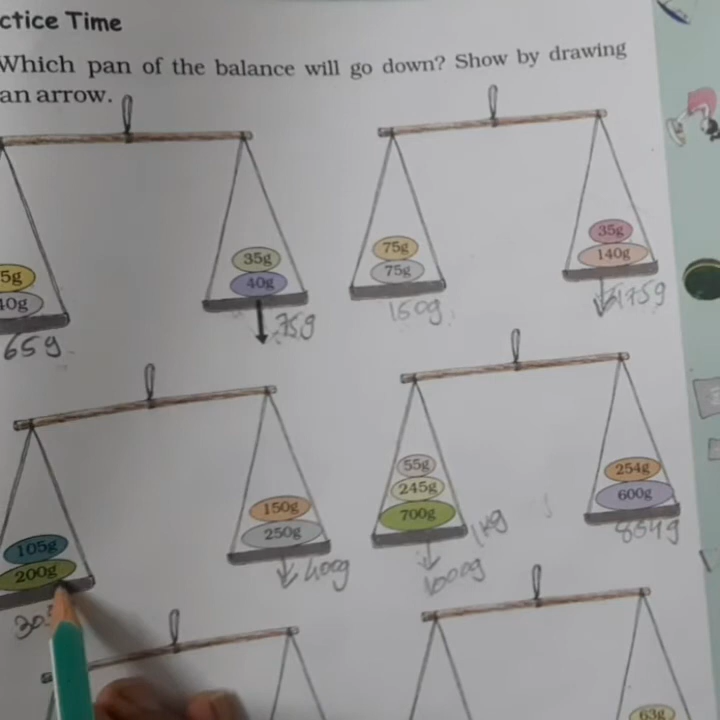 ctice Time
Which pan of the balance will go down? Show by drawing
an arrow.
5g
40g
65g
35g
40g
75g
75g
75g
150g
35g
140g
175g
105g
200g
150g
250g
400g
55g
245g
700g
1kg
1000g
254g
600g
854g
63g